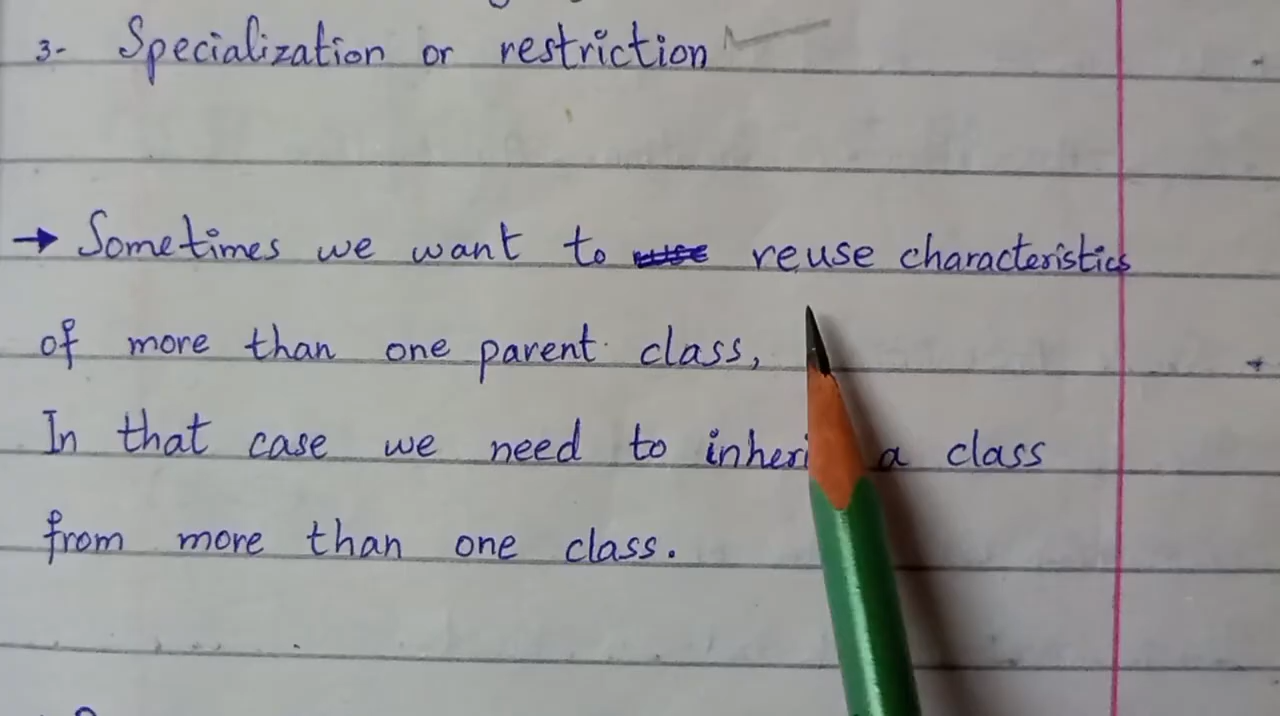 3- Specialization or restriction
→ Sometimes we want to reuse characteristics
of more than one parent class,
In that case we need to inheri a class
from more than one class.